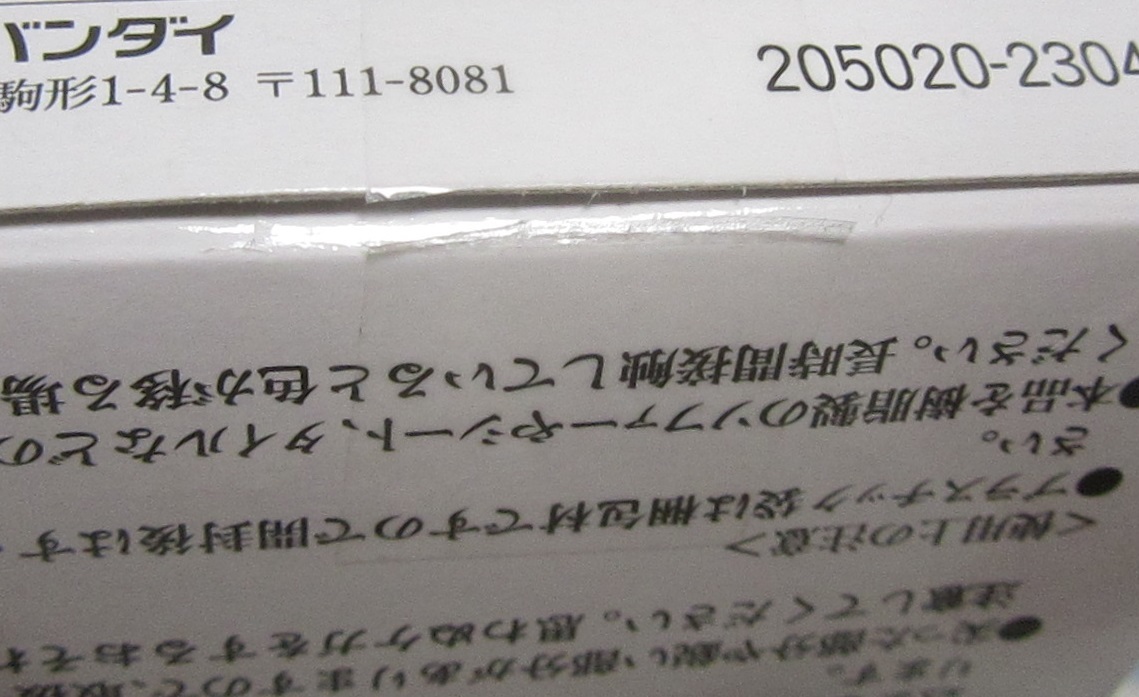 バンダイ
駒形1-4-8 〒111-8081
205020-2304
注意してください。思わぬケガをするおそれ
<使用上の注意>
●プラスチック袋は梱包材ですので開封後はす
さい。
●本品を樹脂製のソファーやシート、タイルなどの
ください。長時間接触していると色が移る場